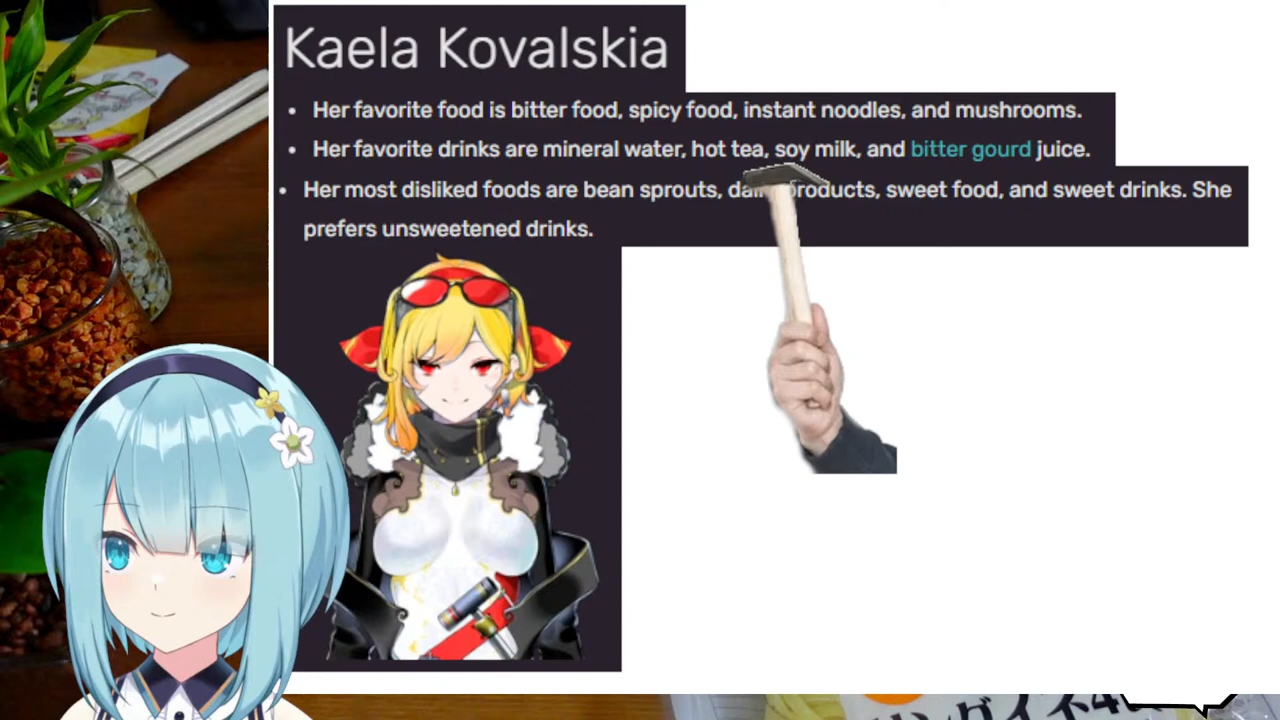 Kaela Kovalskia
Her favorite food is bitter food, spicy food, instant noodles, and mushrooms.
Her favorite drinks are mineral water, hot tea, soy milk, and bitter gourd juice.
Her most disliked foods are bean sprouts, products, sweet food, and sweet drinks. She
prefers unsweetened drinks.